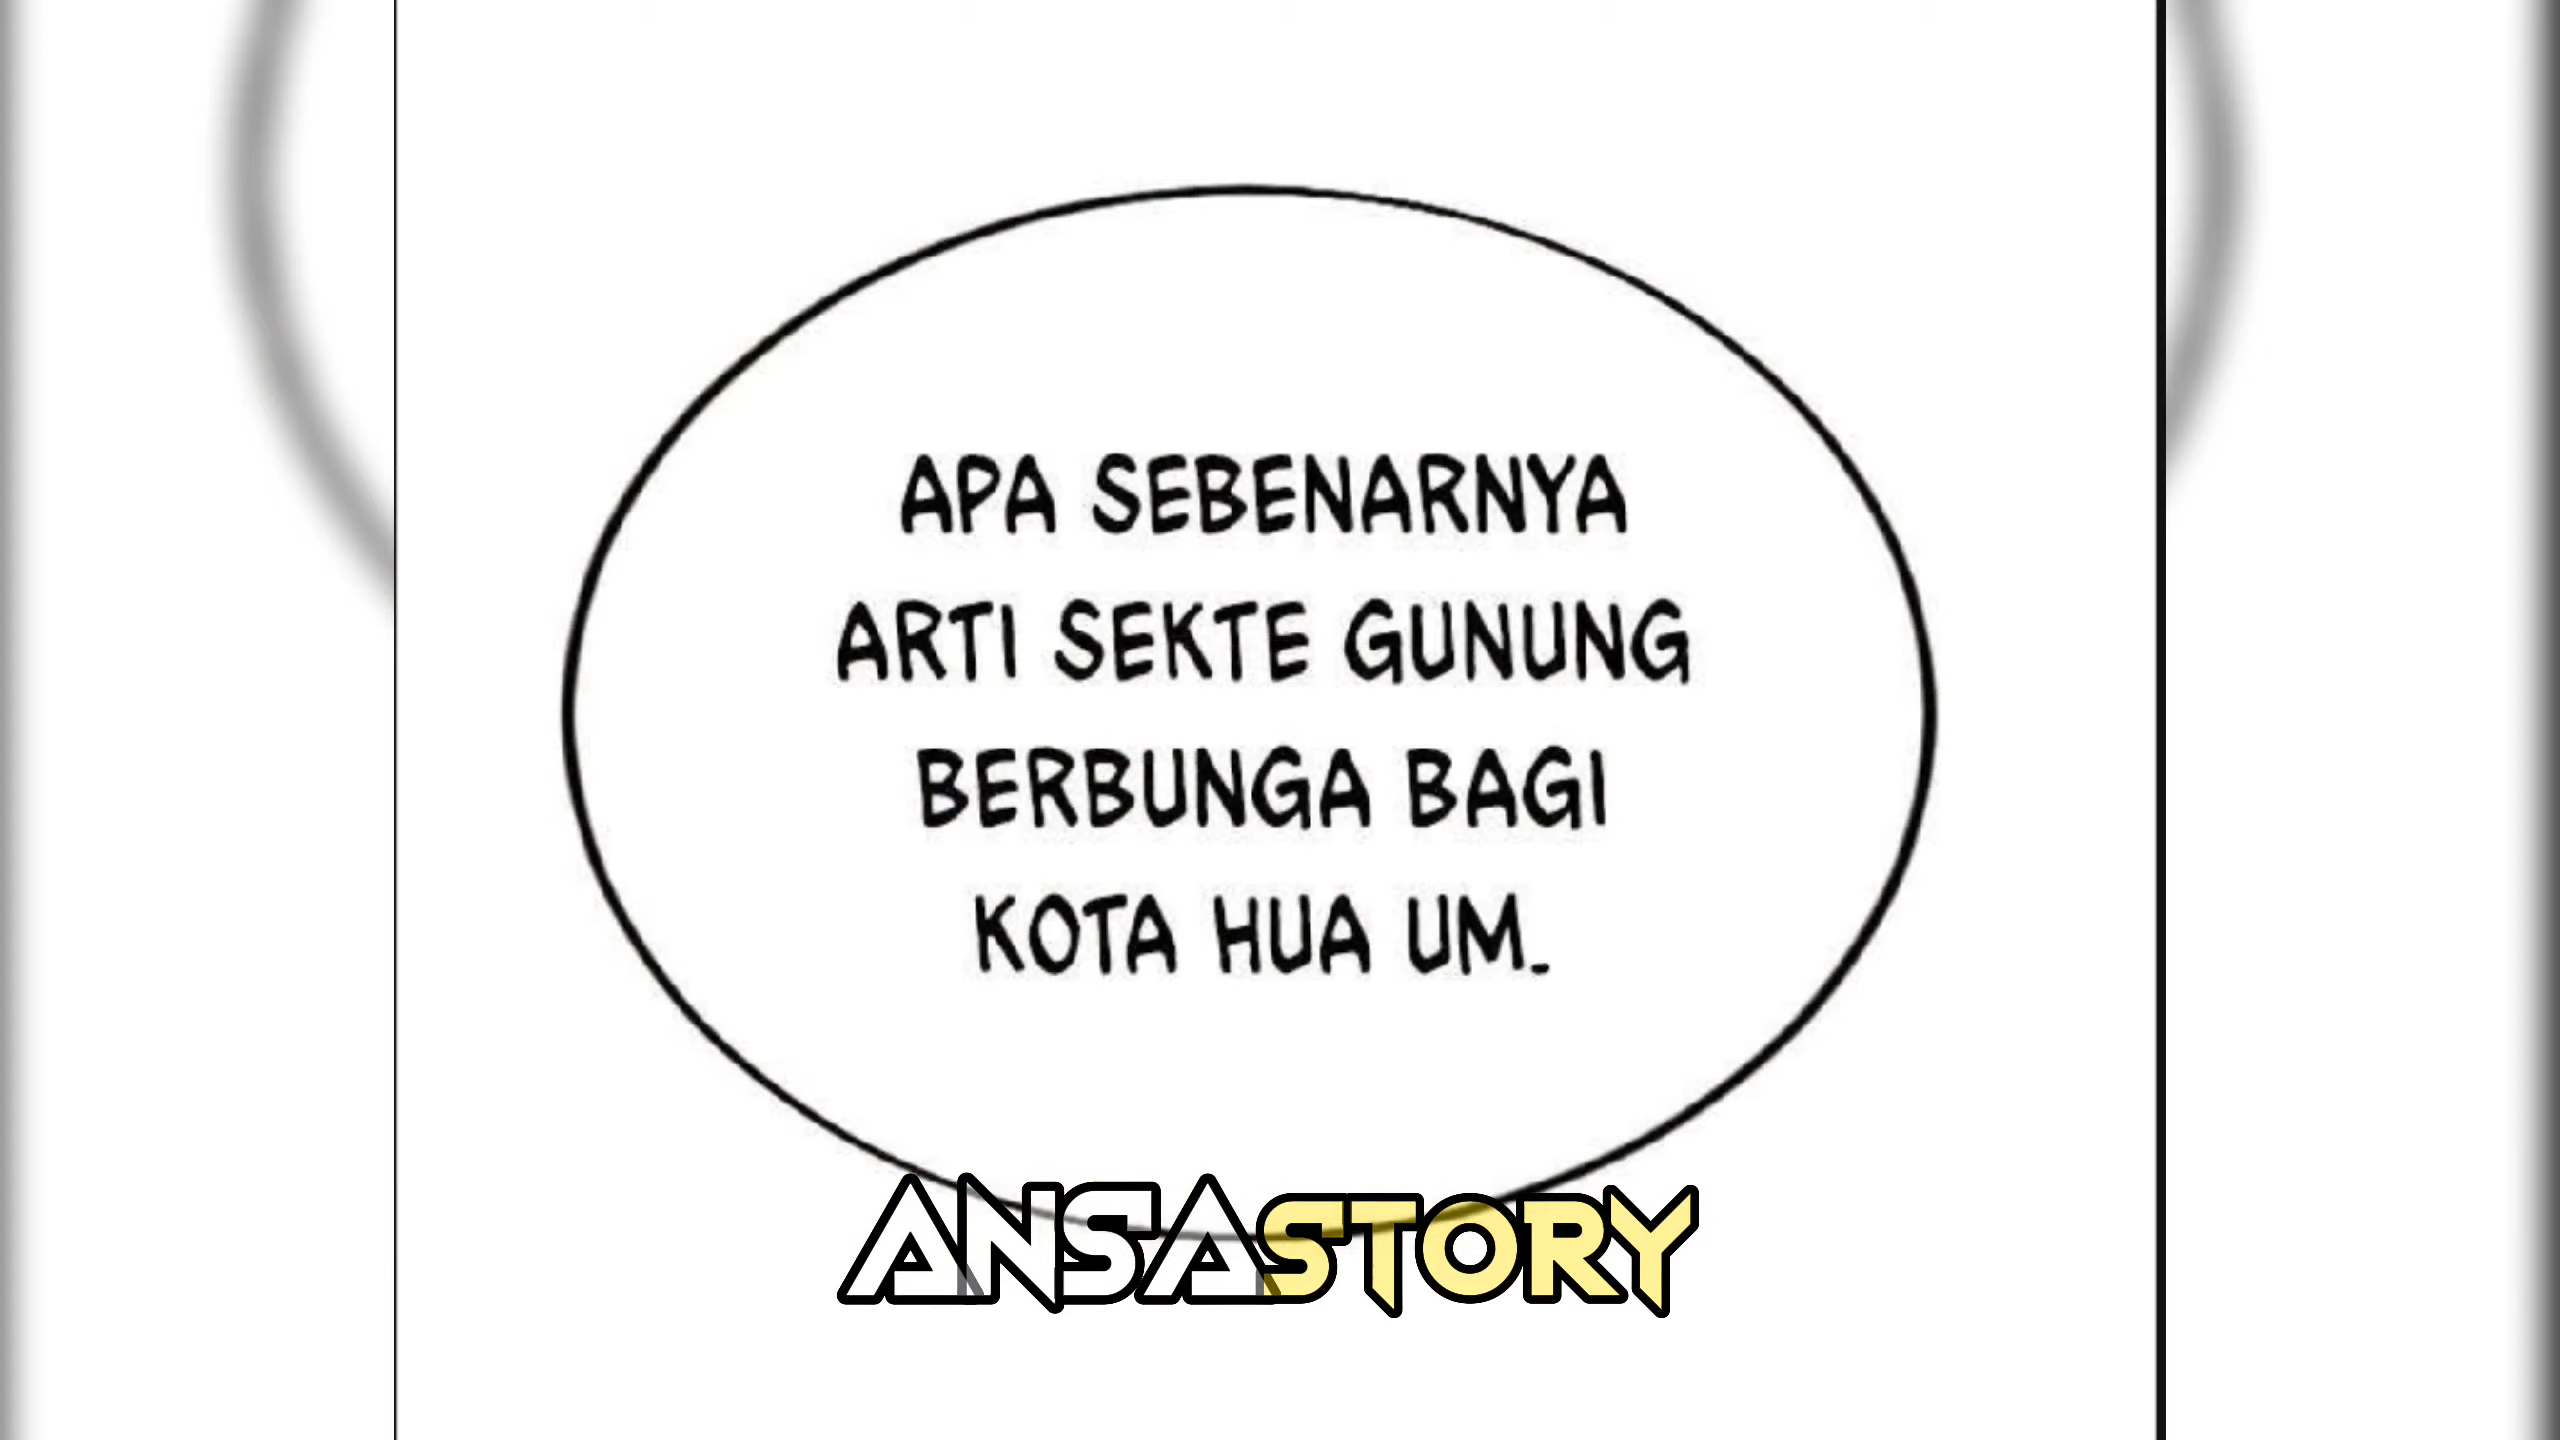 APA SEBENARNYA
ARTI SEKTE GUNUNG
BERBUNGA BAGI
KOTA HUA UM.
ANSASTORY